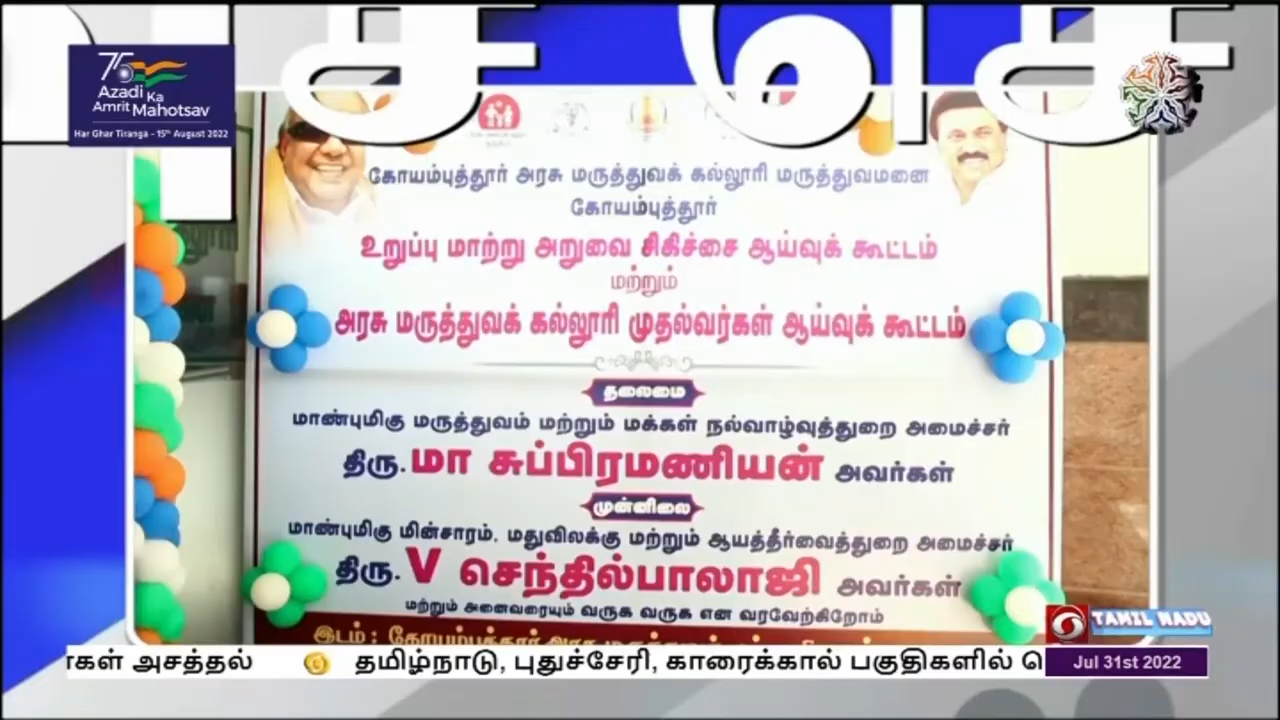 75
Azadi
Ka
Amrit Mahotsav
Har Ghar Tiranga - 15th August 2022
கோயம்புத்தூர் அரசு மருத்துவக் கல்லூரி மருத்துவமனை
கோயம்புத்தூர்
உறுப்பு மாற்று அறுவை சிகிச்சை ஆய்வுக் கூட்டம்
மற்றும்
அரசு மருத்துவக் கல்லூரி முதல்வர்கள் ஆய்வுக் கூட்டம்
தலைமை
மாண்புமிகு மருத்துவம் மற்றும் மக்கள் நல்வாழ்வுத்துறை அமைச்சர்
திரு. மா சுப்பிரமணியன் அவர்கள்
முன்னிலை
மாண்புமிகு மின்சாரம், மதுவிலக்கு மற்றும் ஆயத்தீர்வைத்துறை அமைச்சர்
திரு. V செந்தில்பாலாஜி அவர்கள்
மற்றும் அனைவரையும் வருக வருக என வரவேற்கிறோம்
இடம் :
TAMIL NADU
அசத்தல் தமிழ்நாடு, புதுச்சேரி, காரைக்கால் பகுதிகளில்
Jul 31st 2022